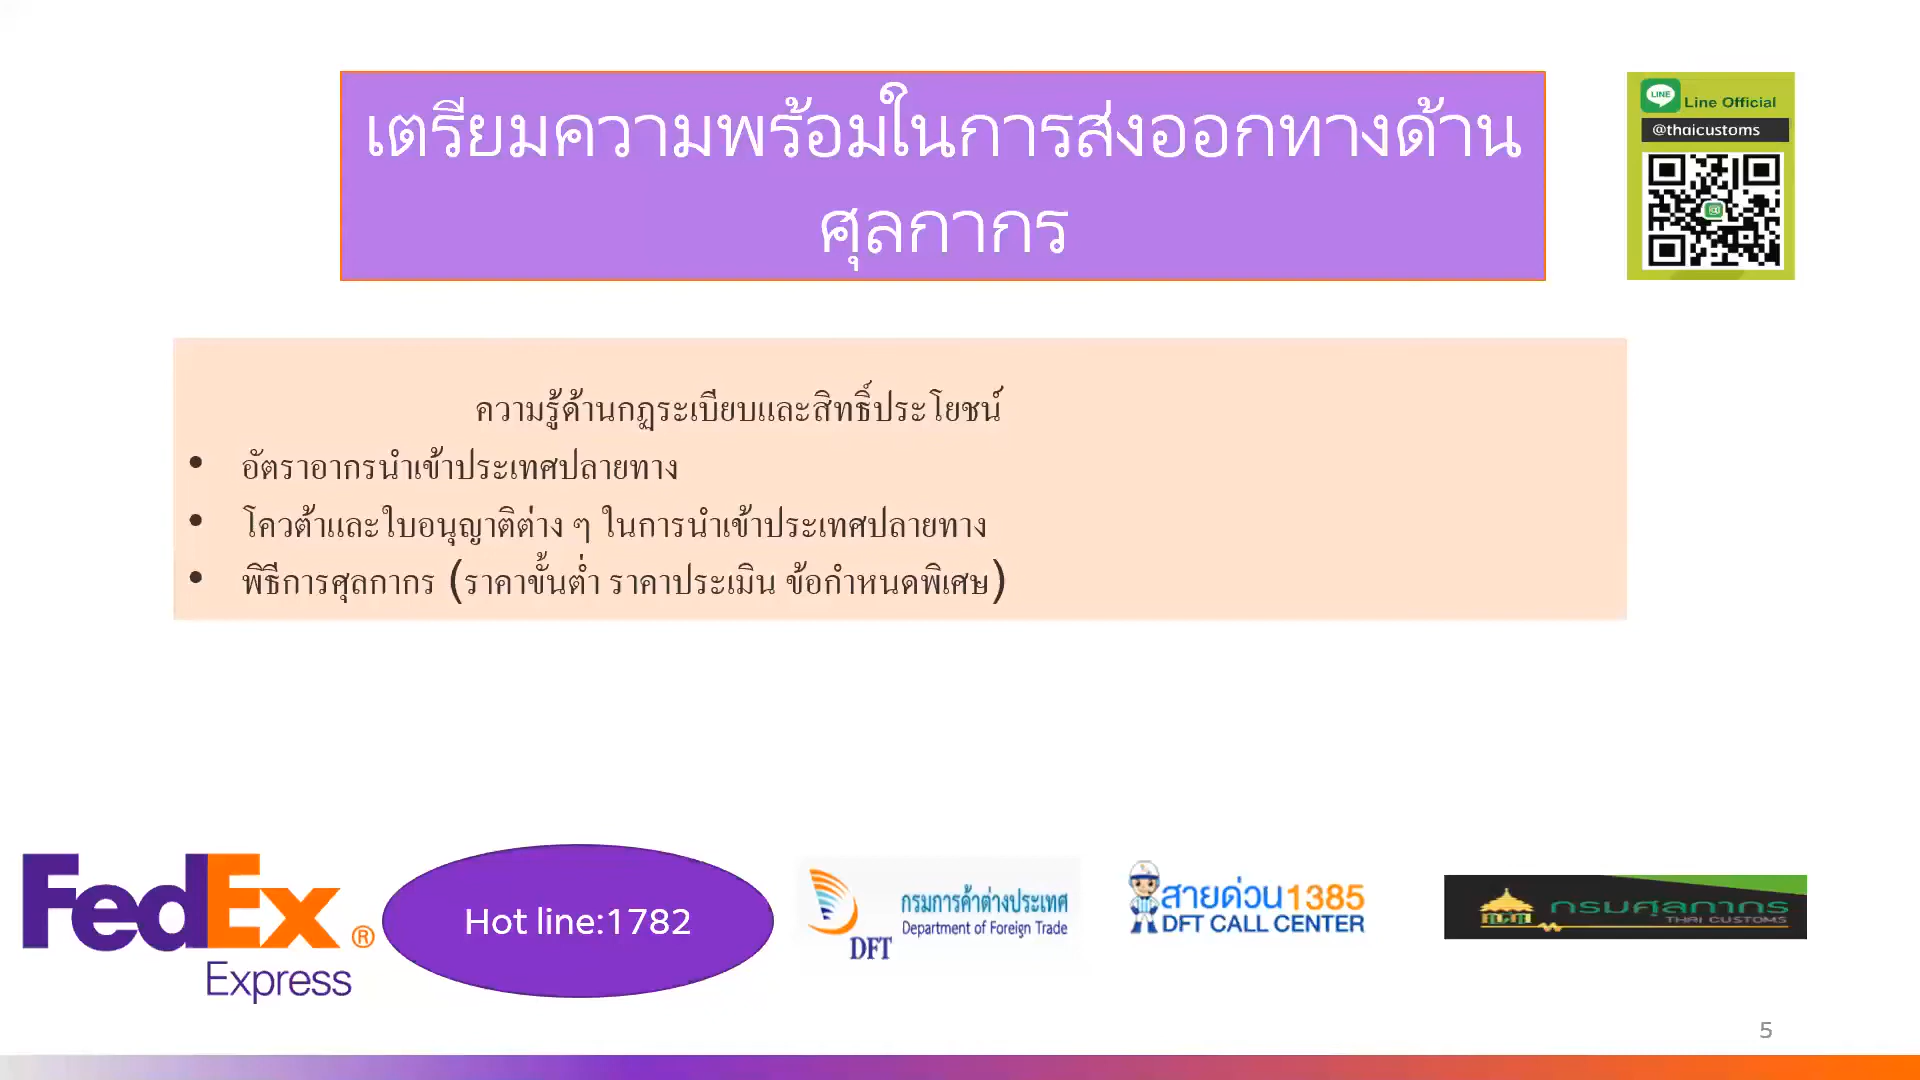 เตรียมความพร้อมในการส่งออกทางด้าน
ศุลกากร
LINE
Line Official
@thaicustoms
ความรู้ด้านกฎระเบียบและสิทธิ์ประโยชน์
• อัตราอากรนำเข้าประเทศปลายทาง
• โควต้าและใบอนุญาติต่าง ๆ ในการนำเข้าประเทศปลายทาง
• พิธีการศุลกากร (ราคาขั้นต่ำ ราคาประเมิน ข้อกำหนดพิเศษ)
FedEx®
Express
Hot line:1782
กรมการค้าต่างประเทศ
Department of Foreign Trade
DFT
สายด่วน1385
DFT CALL CENTER
กรมศุลกากร
THAI CUSTOMS
5